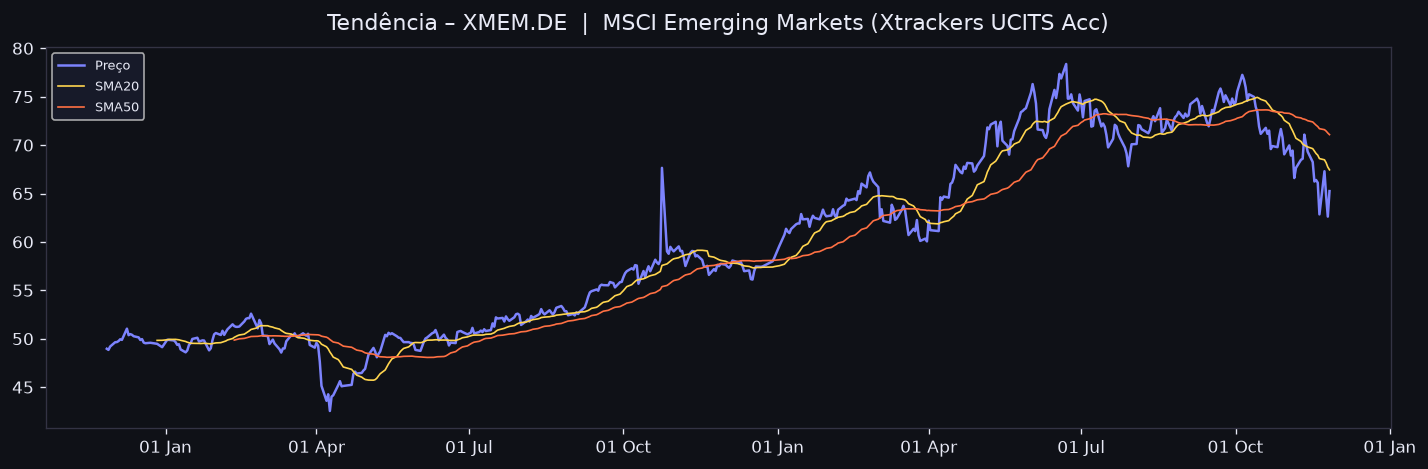 Tendência – XMEM.DE | MSCI Emerging Markets (Xtrackers UCITS Acc)
Preço
SMA20
SMA50
80
75
70
65
60
55
50
45
01 Jan 01 Apr 01 Jul 01 Oct 01 Jan 01 Apr 01 Jul 01 Oct 01 Jan